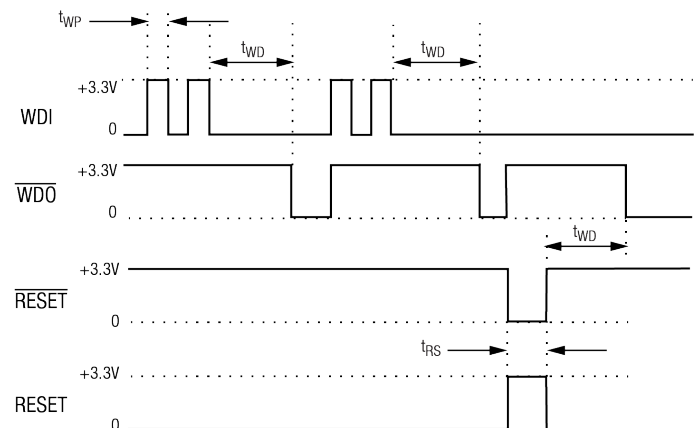 tWP
tWD
tWD
+3.3V
WDI
0
+3.3V
WDO
0
tWD
+3.3V
RESET
0
tRS
+3.3V
RESET
0